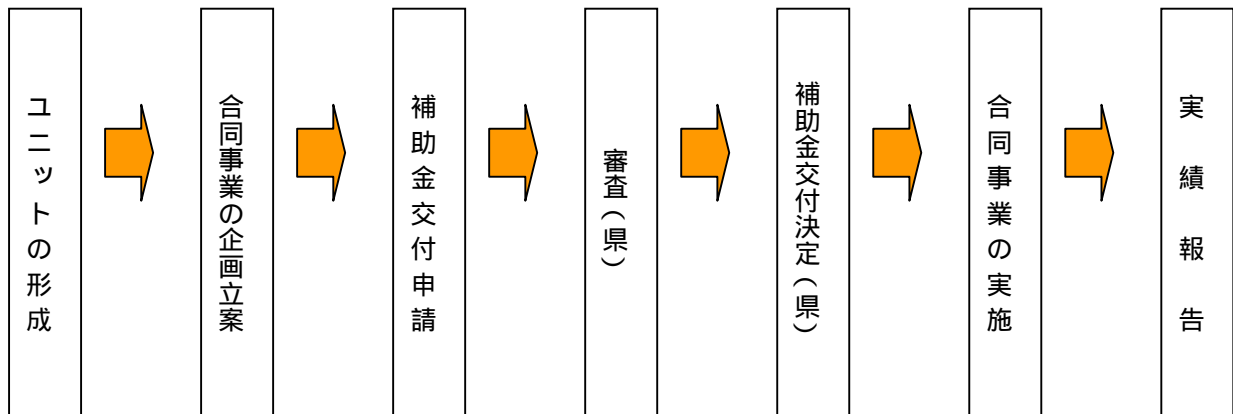 ユニットの形成
合同事業の企画立案
補助金交付申請
審査（県）
補助金交付決定（県）
合同事業の実施
実績報告